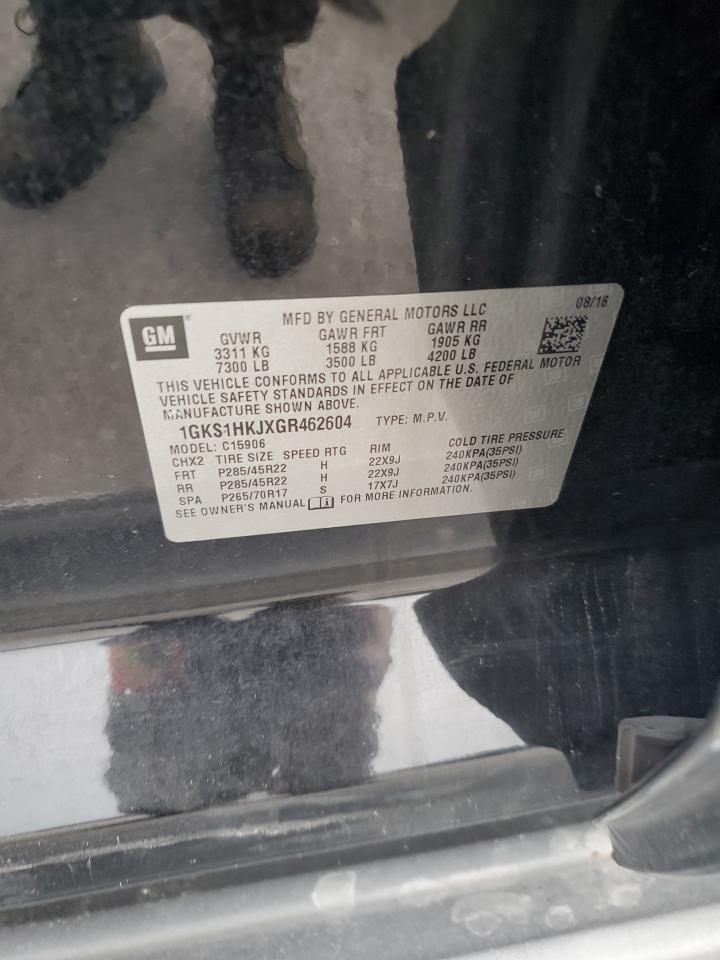 GM®
MFD BY GENERAL MOTORS LLC 08/16
GVWR GAWR FRT GAWR RR
3311 KG 1588 KG 1905 KG
7300 LB 3500 LB 4200 LB
THIS VEHICLE CONFORMS TO ALL APPLICABLE U.S. FEDERAL MOTOR
VEHICLE SAFETY STANDARDS IN EFFECT ON THE DATE OF
MANUFACTURE SHOWN ABOVE.
1GKS1HKJXGR462604 TYPE: M.P.V.
MODEL: C15906
CHX2 TIRE SIZE SPEED RTG RIM COLD TIRE PRESSURE
FRT P285/45R22 H 22X9J 240KPA(35PSI)
RR P285/45R22 H 22X9J 240KPA(35PSI)
SPA P265/70R17 S 17X7J 240KPA(35PSI)
SEE OWNER'S MANUAL FOR MORE INFORMATION.